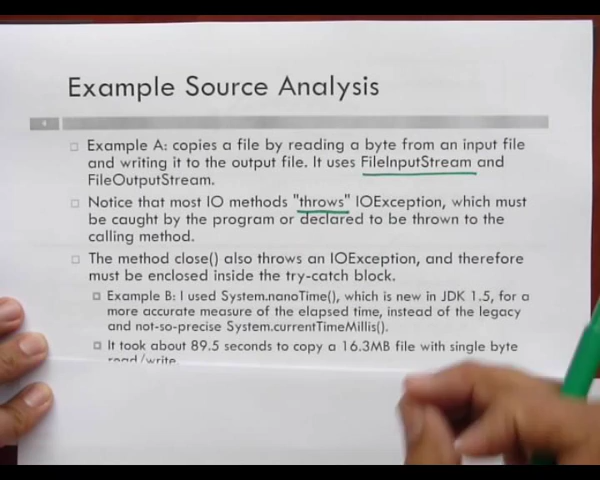 Example Source Analysis
Example A: copies a file by reading a byte from an input file
and writing it to the output file. It uses FileInputStream and
FileOutputStream.
Notice that most IO methods "throws" IOException, which must
be caught by the program or declared to be thrown to the
calling method.
The method close() also throws an IOException, and therefore
must be enclosed inside the try-catch block.
Example B: I used System.nanoTime(), which is new in JDK 1.5, for a
more accurate measure of the elapsed time, instead of the legacy
and not-so-precise System.currentTimeMillis().
It took about 89.5 seconds to copy a 16.3MB file with single byte
read/write.